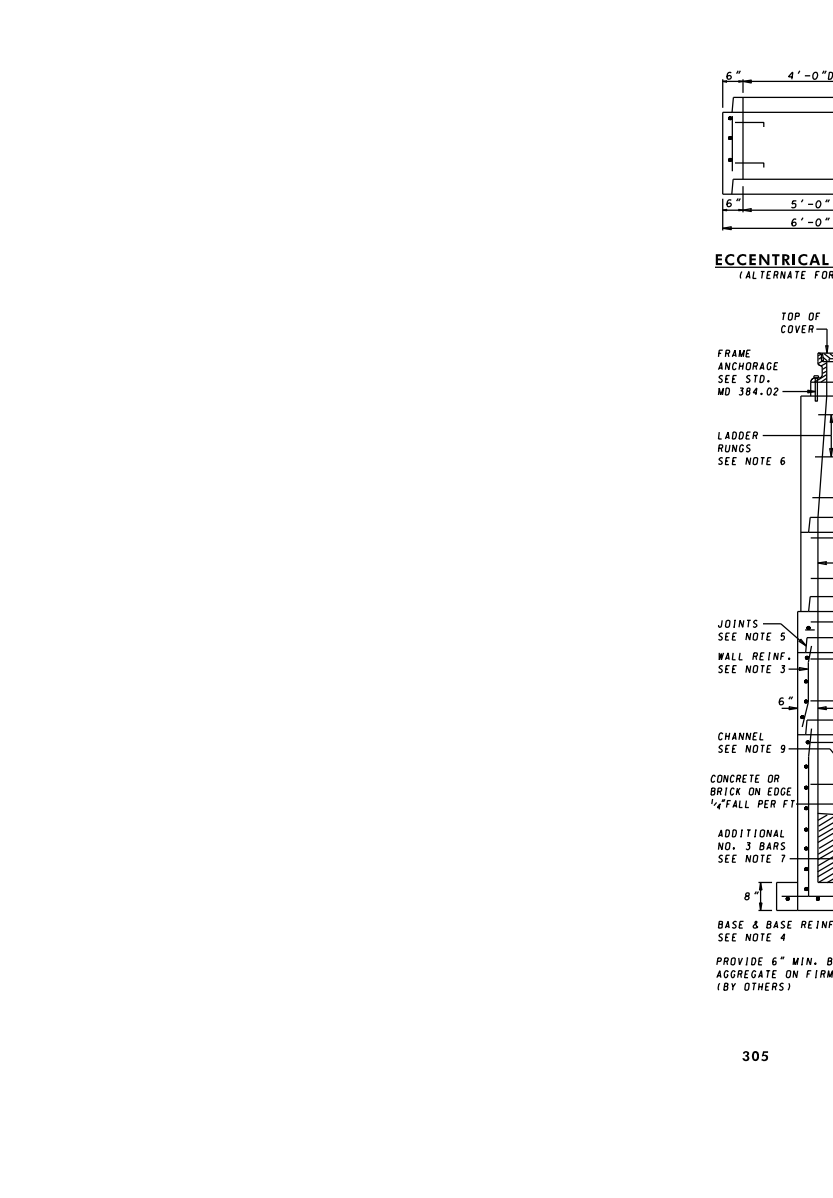 6" 4'-0"D
6" 5'-0"
6'-0"
ECCENTRICAL
(ALTERNATE FOR
TOP OF
COVER
FRAME
ANCHORAGE
SEE STD.
MD 384.02
LADDER
RUNGS
SEE NOTE 6
JOINTS
SEE NOTE 5
WALL REINF.
SEE NOTE 3
6"
CHANNEL
SEE NOTE 9
CONCRETE OR
BRICK ON EDGE
1/4"FALL PER FT
ADDITIONAL
NO. 3 BARS
SEE NOTE 7
8"
BASE & BASE REINF
SEE NOTE 4
PROVIDE 6" MIN. B
AGGREGATE ON FIRM
(BY OTHERS)
305